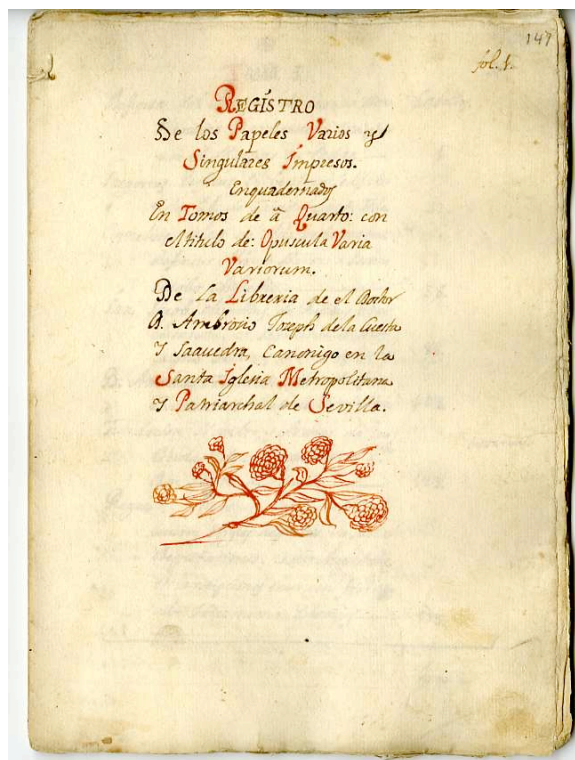 149
fol. 1.
REGÍSTRO
De los Papeles Varios y
Singulares Impresos.
Enquadernados
En Tomos de â Quarto: con
el titulo de: Opuscula Varia
Variorum.
De la Libreria de el Doctor
D. Ambrosio Joseph de la Cuesta
Y Saavedra, Canonigo en la
Santa Iglesia Metropolitana
Y Patriarchal de Sevilla.